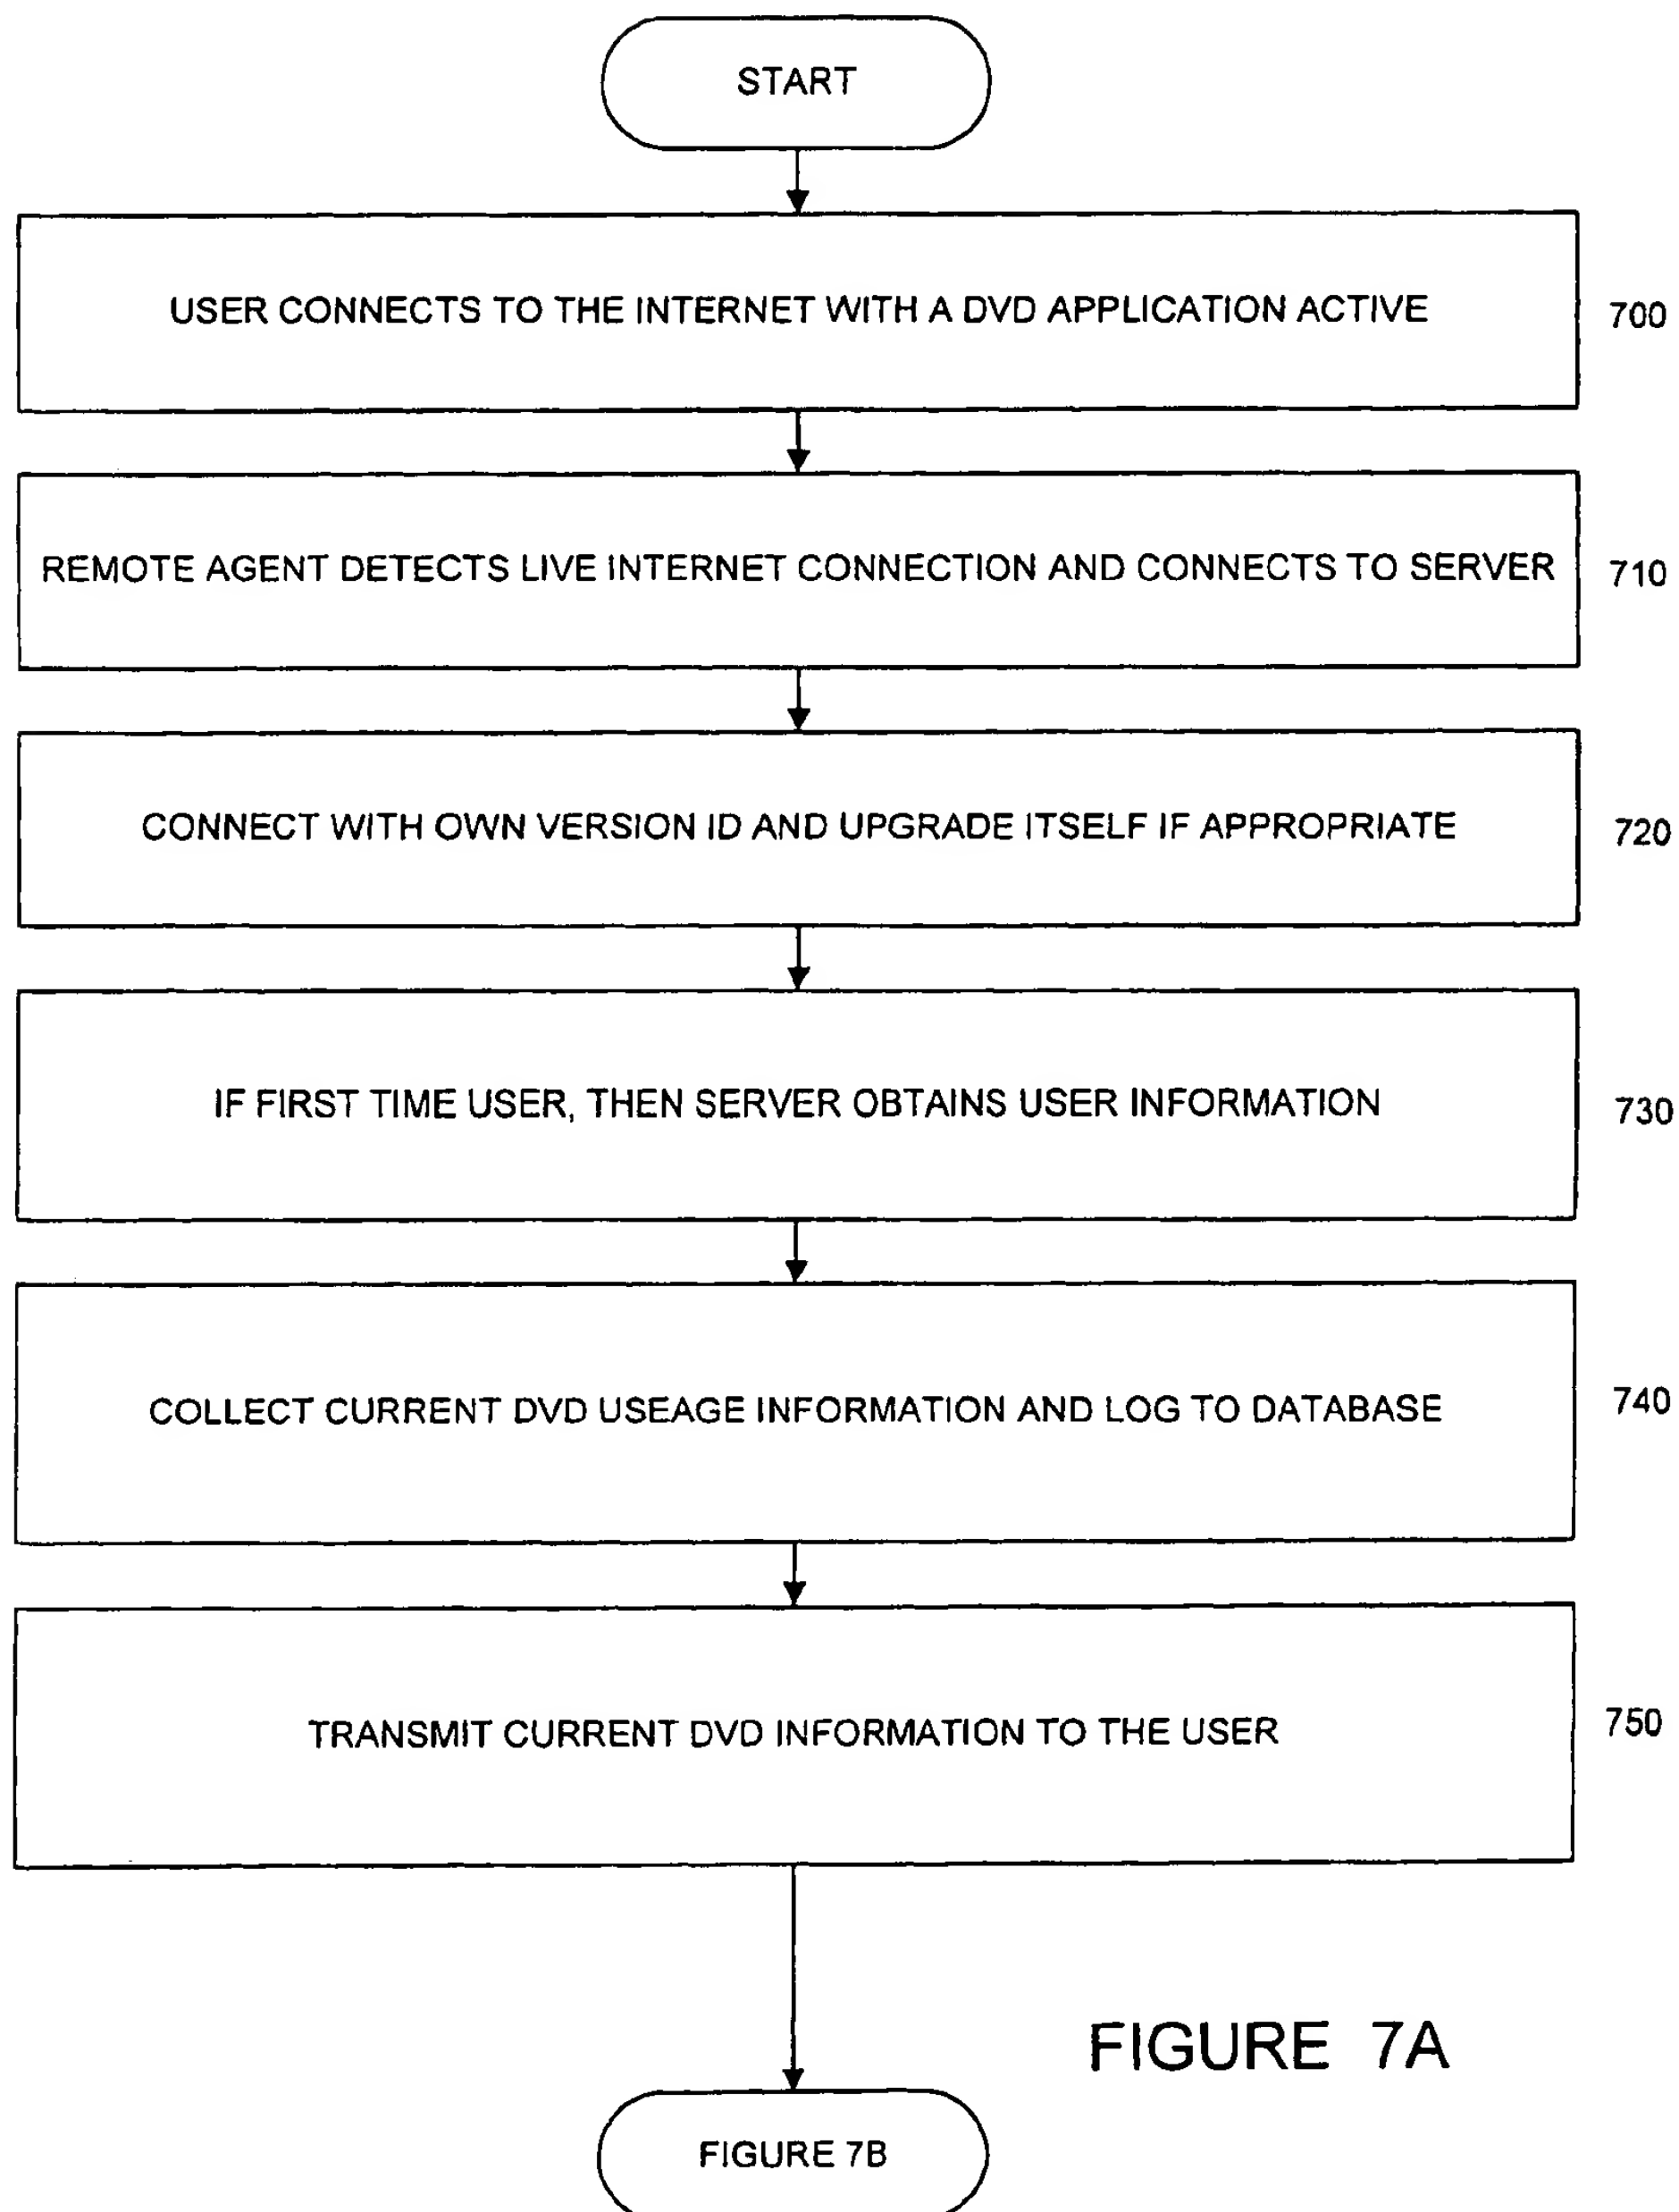 START
USER CONNECTS TO THE INTERNET WITH A DVD APPLICATION ACTIVE
700
REMOTE AGENT DETECTS LIVE INTERNET CONNECTION AND CONNECTS TO SERVER
710
CONNECT WITH OWN VERSION ID AND UPGRADE ITSELF IF APPROPRIATE
720
IF FIRST TIME USER, THEN SERVER OBTAINS USER INFORMATION
730
COLLECT CURRENT DVD USEAGE INFORMATION AND LOG TO DATABASE
740
TRANSMIT CURRENT DVD INFORMATION TO THE USER
750
FIGURE 7A
FIGURE 7B